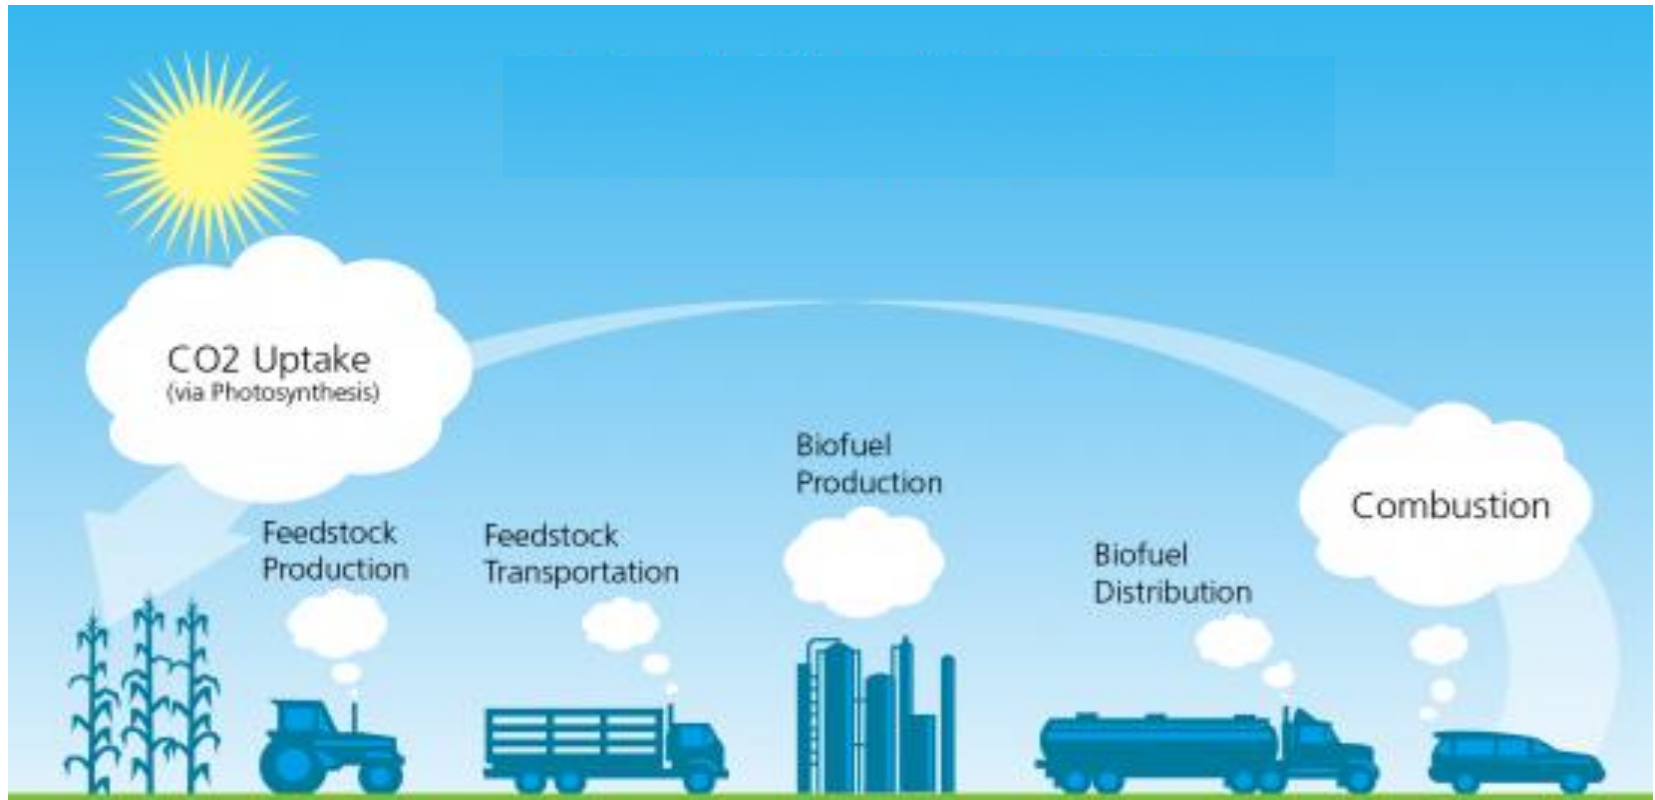 CO2 Uptake
(via Photosynthesis)
Feedstock
Production
Feedstock
Transportation
Biofuel
Production
Biofuel
Distribution
Combustion